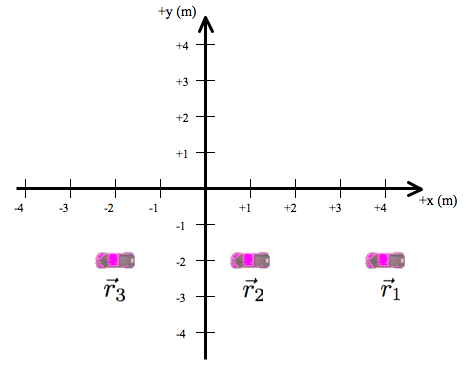 +y (m)
+4
+3
+2
+1
-4 -3 -2 -1 +1 +2 +3 +4 +x (m)
-1
-2
-3
-4
r⃗₃ r⃗₂ r⃗₁